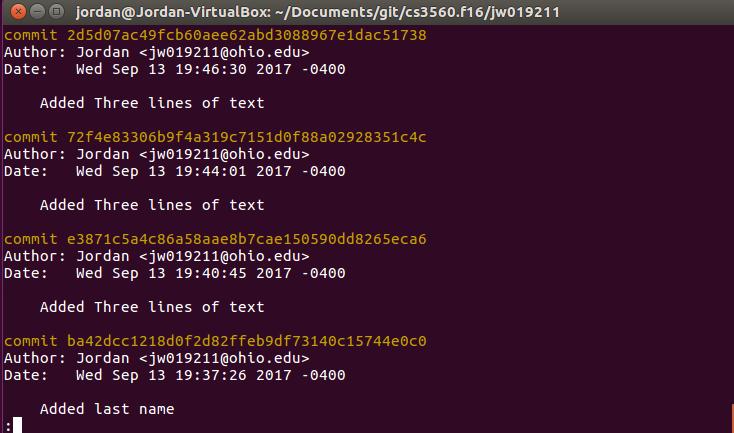 jordan@Jordan-VirtualBox: ~/Documents/git/cs3560.f16/jw019211
commit 2d5d07ac49fcb60aee62abd3088967e1dac51738
Author: Jordan <jw019211@ohio.edu>
Date:   Wed Sep 13 19:46:30 2017 -0400
    Added Three lines of text
commit 72f4e83306b9f4a319c7151d0f88a02928351c4c
Author: Jordan <jw019211@ohio.edu>
Date:   Wed Sep 13 19:44:01 2017 -0400
    Added Three lines of text
commit e3871c5a4c86a58aae8b7cae150590dd8265eca6
Author: Jordan <jw019211@ohio.edu>
Date:   Wed Sep 13 19:40:45 2017 -0400
    Added Three lines of text
commit ba42dcc1218d0f2d82ffeb9df73140c15744e0c0
Author: Jordan <jw019211@ohio.edu>
Date:   Wed Sep 13 19:37:26 2017 -0400
    Added last name
: